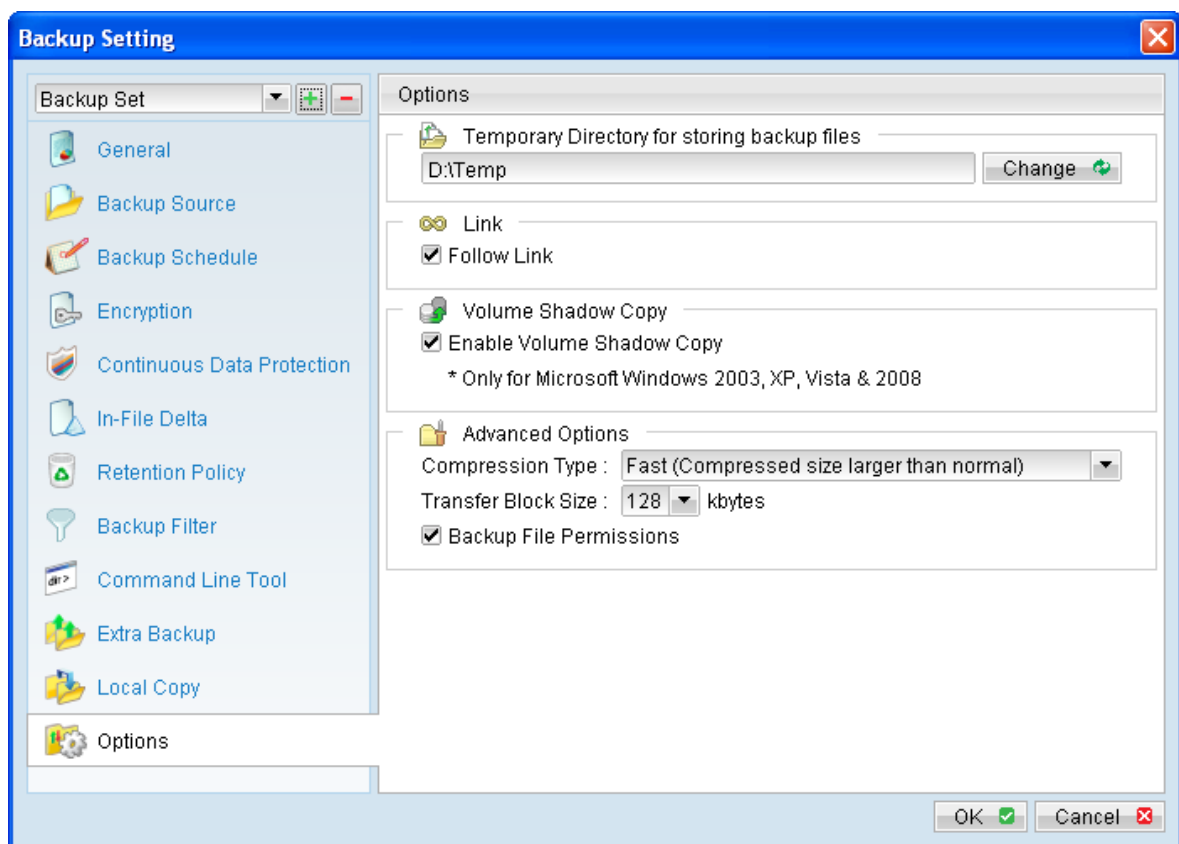 Backup Setting
Backup Set
General
Backup Source
Backup Schedule
Encryption
Continuous Data Protection
In-File Delta
Retention Policy
Backup Filter
dir>
Command Line Tool
Extra Backup
Local Copy
Options
Options
Temporary Directory for storing backup files
D:\Temp
Change
Link
Follow Link
Volume Shadow Copy
Enable Volume Shadow Copy
* Only for Microsoft Windows 2003, XP, Vista & 2008
Advanced Options
Compression Type : Fast (Compressed size larger than normal)
Transfer Block Size : 128 kbytes
Backup File Permissions
OK Cancel